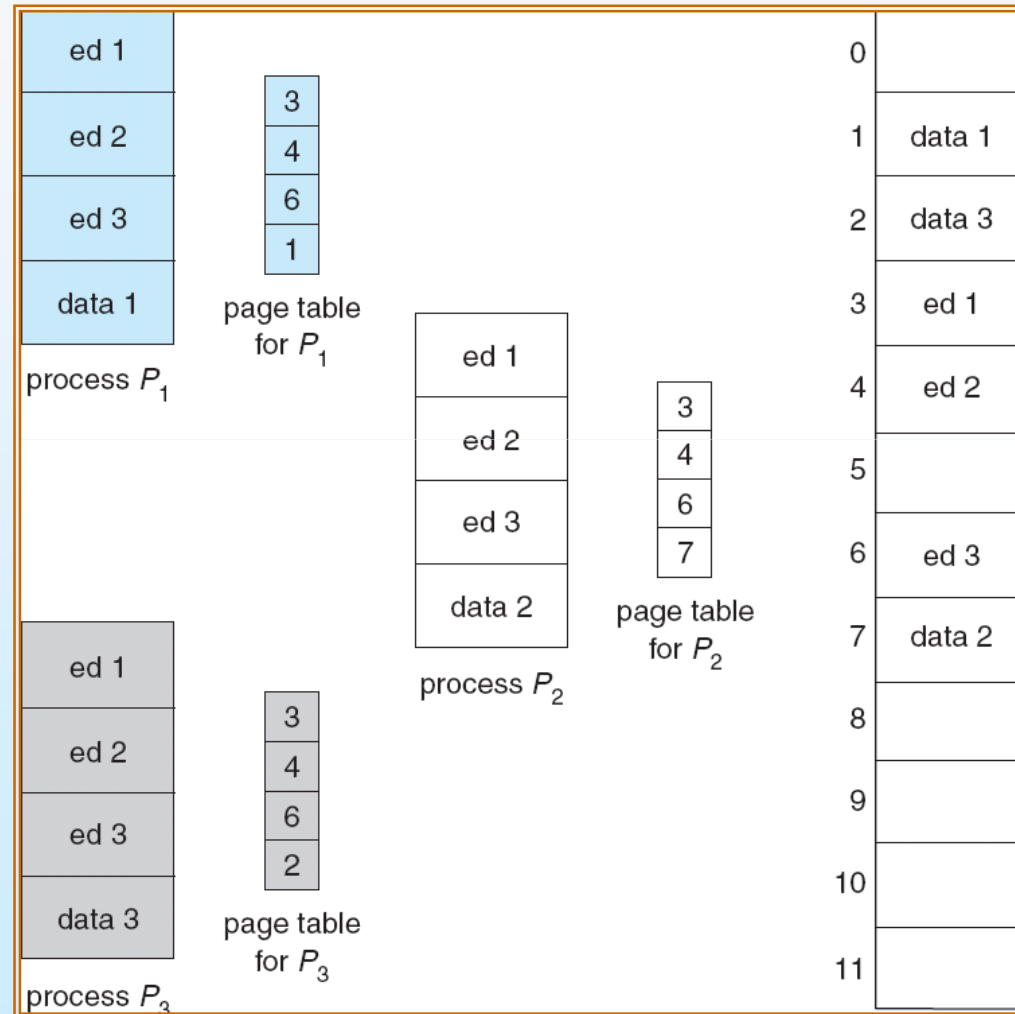 ed 1
ed 2
ed 3
data 1
process P1
3
4
6
1
page table
for P1
ed 1
ed 2
ed 3
data 2
process P2
3
4
6
7
page table
for P2
ed 1
ed 2
ed 3
data 3
process P3
3
4
6
2
page table
for P3
0
1 data 1
2 data 3
3 ed 1
4 ed 2
5
6 ed 3
7 data 2
8
9
10
11